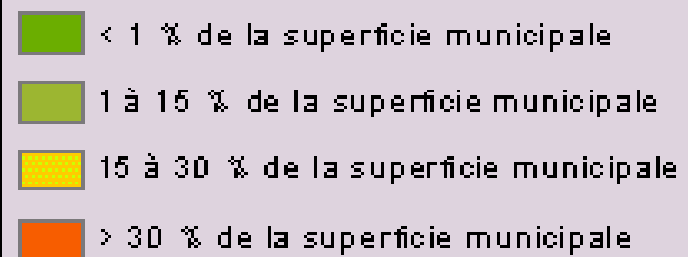 < 1 % de la superficie municipale
1 à 15 % de la superficie municipale
15 à 30 % de la superficie municipale
> 30 % de la superficie municipale